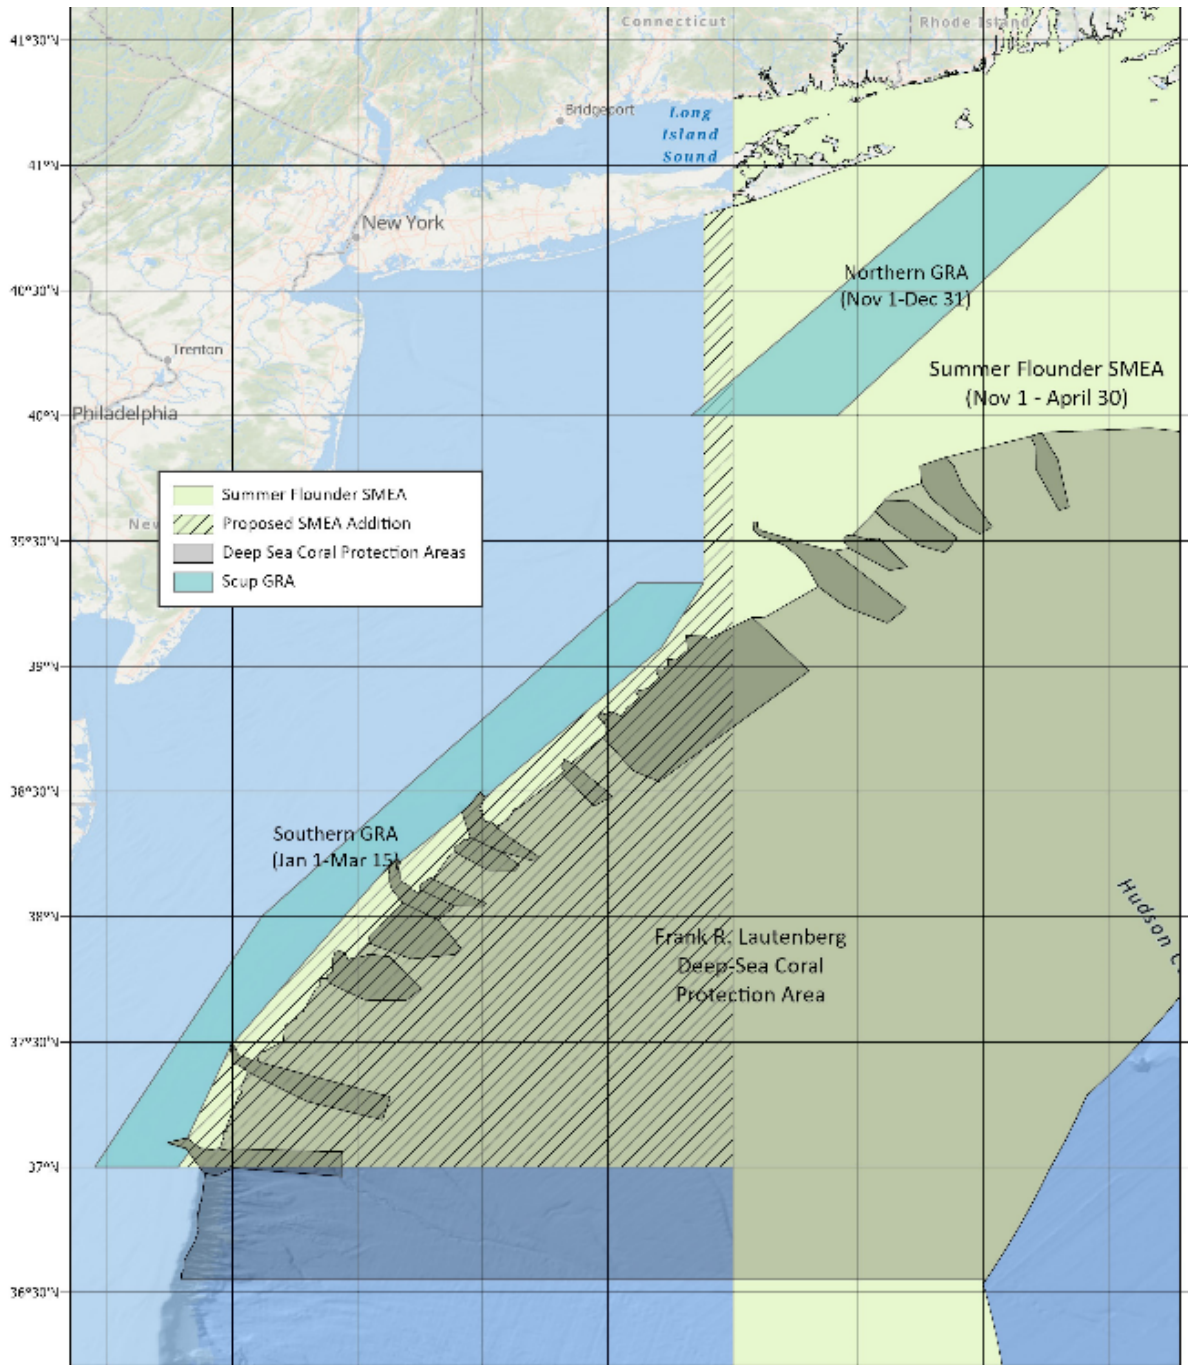 Connecticut
Rhode Island
41°30'N
Bridgeport
Long
Island
Sound
41°N
New York
40°30'N
Northern GRA
(Nov 1-Dec 31)
Trenton
Summer Flounder SMEA
(Nov 1 - April 30)
40°N
Philadelphia
Summer Flounder SMEA
Proposed SMEA Addition
Deep Sea Coral Protection Areas
Scup GRA
New
39°30'N
39°N
38°30'N
Southern GRA
(Jan 1-Mar 15)
38°N
Hudson C
Frank R. Lautenberg
Deep-Sea Coral
Protection Area
37°30'N
37°N
36°30'N